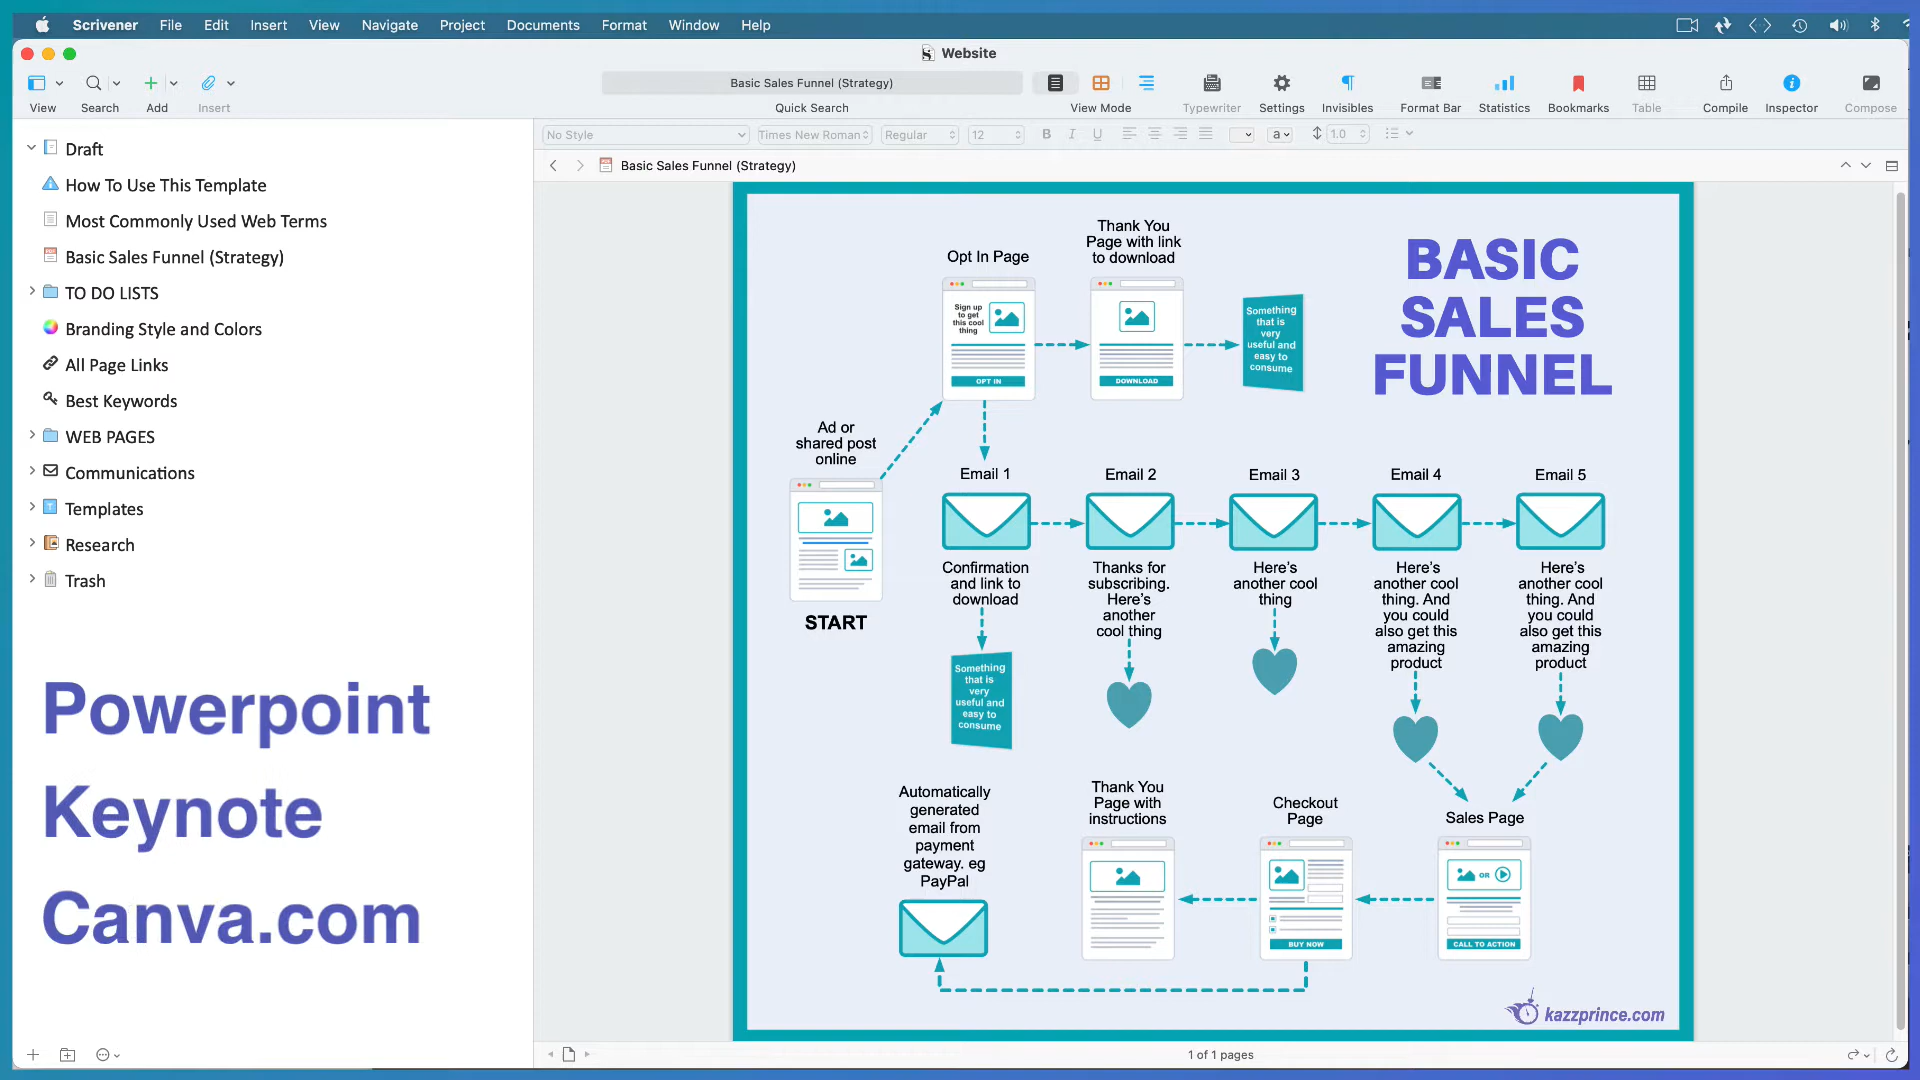 Scrivener File Edit Insert View Navigate Project Documents Format Window Help
Website
Basic Sales Funnel (Strategy)
View Search Add Insert Quick Search View Mode Typewriter Settings Invisibles Format Bar Statistics Bookmarks Table Compile Inspector Compose
No Style Times New Roman Regular 12 B I U a 1.0
Basic Sales Funnel (Strategy)
Draft
How To Use This Template
Most Commonly Used Web Terms
Basic Sales Funnel (Strategy)
TO DO LISTS
Branding Style and Colors
All Page Links
Best Keywords
WEB PAGES
Communications
Templates
Research
Trash
Powerpoint
Keynote
Canva.com
BASIC
SALES
FUNNEL
Opt In Page
Sign up
to get
this cool
thing
OPT IN
Thank You
Page with link
to download
DOWNLOAD
Something
that is
very
useful and
easy to
consume
Ad or
shared post
online
START
Email 1
Confirmation
and link to
download
Something
that is
very
useful and
easy to
consume
Email 2
Thanks for
subscribing.
Here's
another
cool thing
Email 3
Here's
another cool
thing
Email 4
Here's
another cool
thing. And
you could
also get this
amazing
product
Email 5
Here's
another cool
thing. And
you could
also get this
amazing
product
Automatically
generated
email from
payment
gateway. eg
PayPal
Thank You
Page with
instructions
Checkout
Page
BUY NOW
Sales Page
OR
CALL TO ACTION
kazzprince.com
1 of 1 pages